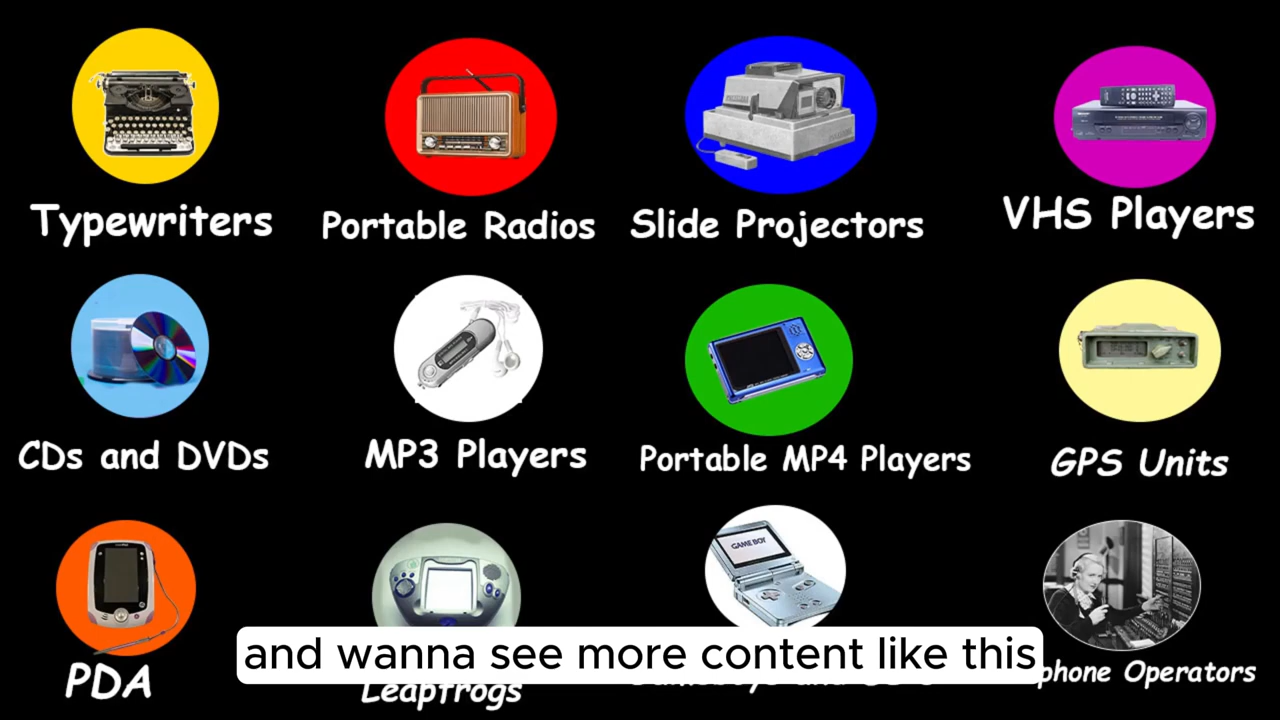 Typewriters
Portable Radios
Slide Projectors
VHS Players
CDs and DVDs
MP3 Players
Portable MP4 Players
GPS Units
GAME BOY
PDA
Leapfrogs
phone Operators
and wanna see more content like this